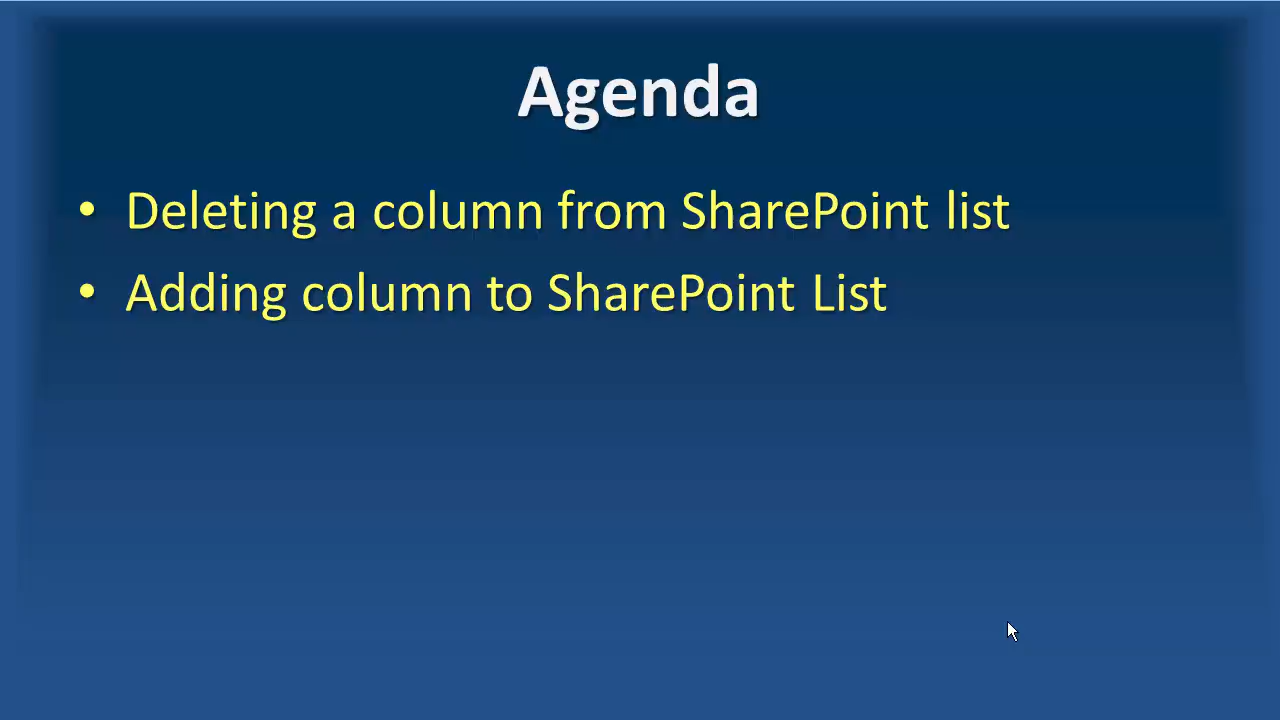 Agenda
• Deleting a column from SharePoint list
• Adding column to SharePoint List